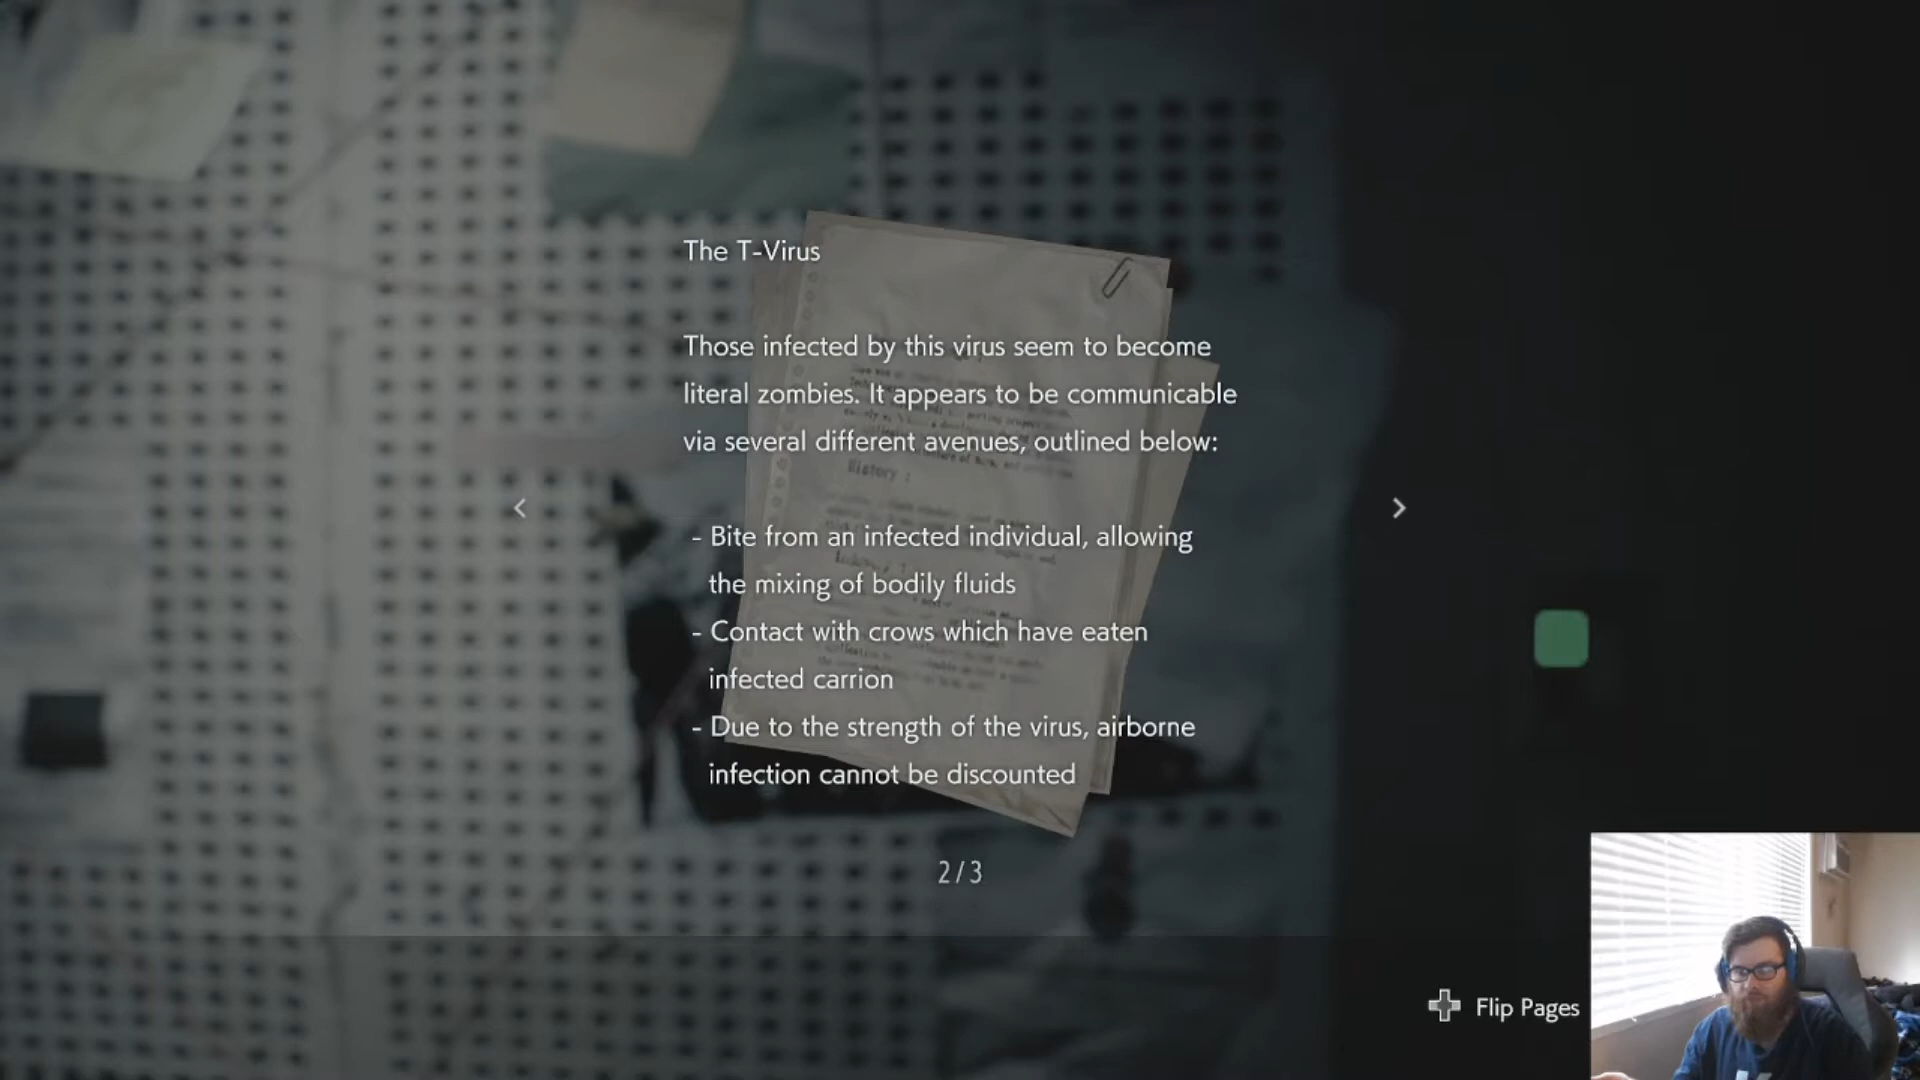 The T-Virus
Those infected by this virus seem to become
literal zombies. It appears to be communicable
via several different avenues, outlined below:
- Bite from an infected individual, allowing
the mixing of bodily fluids
- Contact with crows which have eaten
infected carrion
- Due to the strength of the virus, airborne
infection cannot be discounted
History :
2/3
Flip Pages